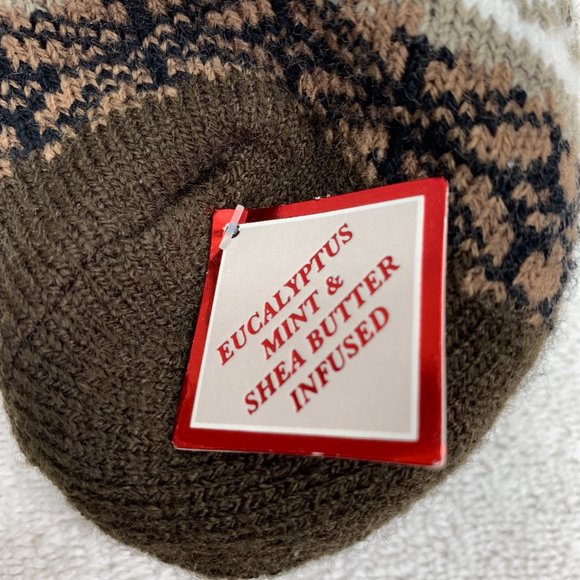 EUCALYPTUS
MINT &
SHEA BUTTER
INFUSED